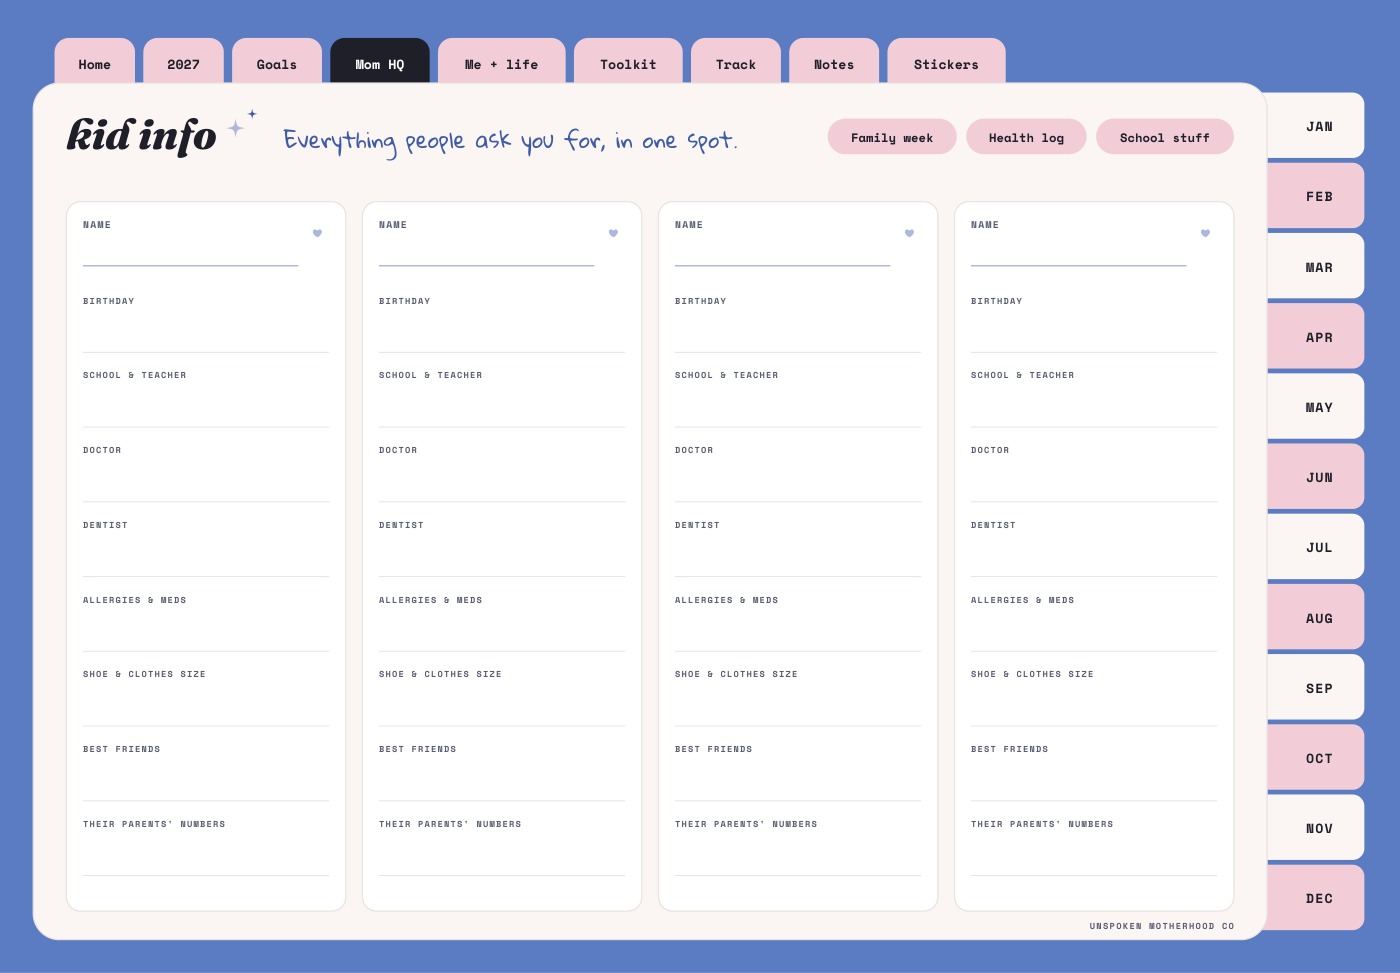 Home
2027
Goals
Mom HQ
Me + life
Toolkit
Track
Notes
Stickers
kid info
Everything people ask you for, in one spot.
Family week
Health log
School stuff
NAME
BIRTHDAY
SCHOOL & TEACHER
DOCTOR
DENTIST
ALLERGIES & MEDS
SHOE & CLOTHES SIZE
BEST FRIENDS
THEIR PARENTS' NUMBERS
NAME
BIRTHDAY
SCHOOL & TEACHER
DOCTOR
DENTIST
ALLERGIES & MEDS
SHOE & CLOTHES SIZE
BEST FRIENDS
THEIR PARENTS' NUMBERS
NAME
BIRTHDAY
SCHOOL & TEACHER
DOCTOR
DENTIST
ALLERGIES & MEDS
SHOE & CLOTHES SIZE
BEST FRIENDS
THEIR PARENTS' NUMBERS
NAME
BIRTHDAY
SCHOOL & TEACHER
DOCTOR
DENTIST
ALLERGIES & MEDS
SHOE & CLOTHES SIZE
BEST FRIENDS
THEIR PARENTS' NUMBERS
UNSPOKEN MOTHERHOOD CO
JAN
FEB
MAR
APR
MAY
JUN
JUL
AUG
SEP
OCT
NOV
DEC